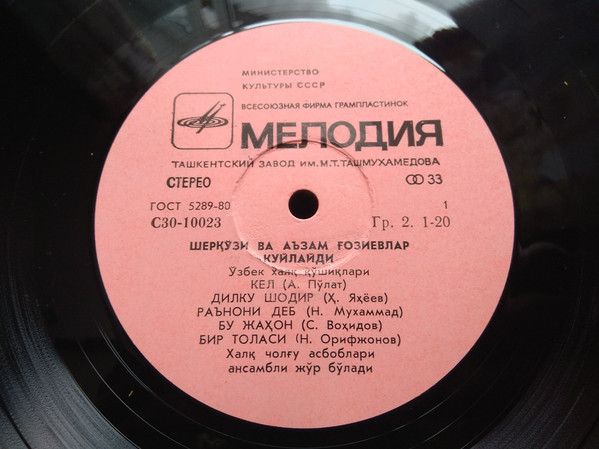 МИНИСТЕРСТВО
КУЛЬТУРЫ СССР
ВСЕСОЮЗНАЯ ФИРМА ГРАМПЛАСТИНОК
МЕЛОДИЯ
ТАШКЕНТСКИЙ ЗАВОД ИМ. М.Т. ТАШМУХАМЕДОВА
СТЕРЕО 33
ГОСТ 5289-80 1
С30-10023 Гр. 2. 1-20
ШЕРҚЎЗИ ВА АЪЗАМ ҒОЗИЕВЛАР
КУЙЛАЙДИ
Ўзбек халқ қўшиқлари
КЕЛ (А. Пўлат)
ДИЛКУ ШОДИР (Ҳ. Яҳёев)
РАЪНОНИ ДЕБ (Н. Мухаммад)
БУ ЖАҲОН (С. Воҳидов)
БИР ТОЛАСИ (Н. Орифжонов)
Халқ чолғу асбоблари
ансамбли жўр бўлади